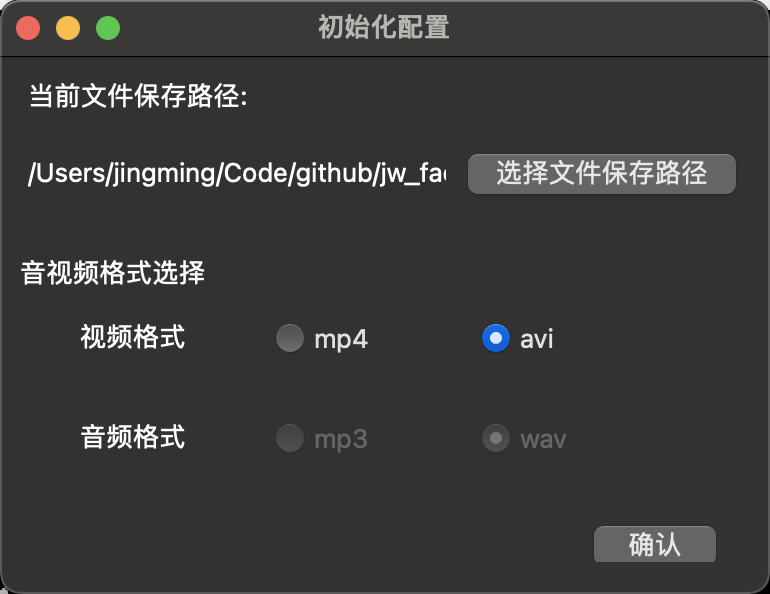 初始化配置
当前文件保存路径:
/Users/jingming/Code/github/jw_fac 选择文件保存路径
音视频格式选择
视频格式 mp4 avi
音频格式 mp3 wav
确认